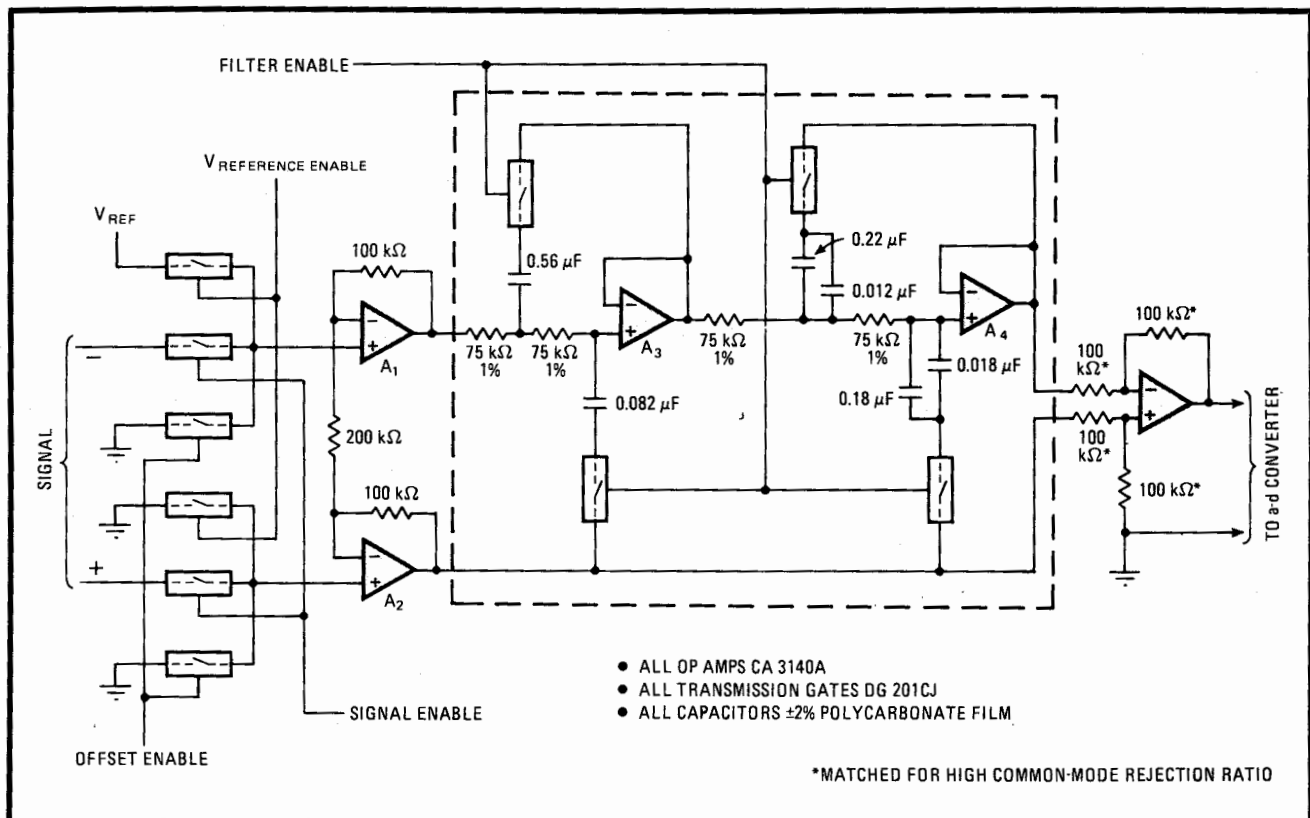 FILTER ENABLE
V REFERENCE ENABLE
VREF
SIGNAL
−
+
100 kΩ
−
+
A1
200 kΩ
100 kΩ
−
+
A2
75 kΩ
1%
75 kΩ
1%
0.56 µF
0.082 µF
−
+
A3
75 kΩ
1%
0.22 µF
0.012 µF
75 kΩ
1%
−
+
A4
0.018 µF
0.18 µF
100
kΩ*
100
kΩ*
100 kΩ*
−
+
100 kΩ*
TO a-d CONVERTER
SIGNAL ENABLE
OFFSET ENABLE
● ALL OP AMPS CA 3140A
● ALL TRANSMISSION GATES DG 201CJ
● ALL CAPACITORS ±2% POLYCARBONATE FILM
*MATCHED FOR HIGH COMMON-MODE REJECTION RATIO